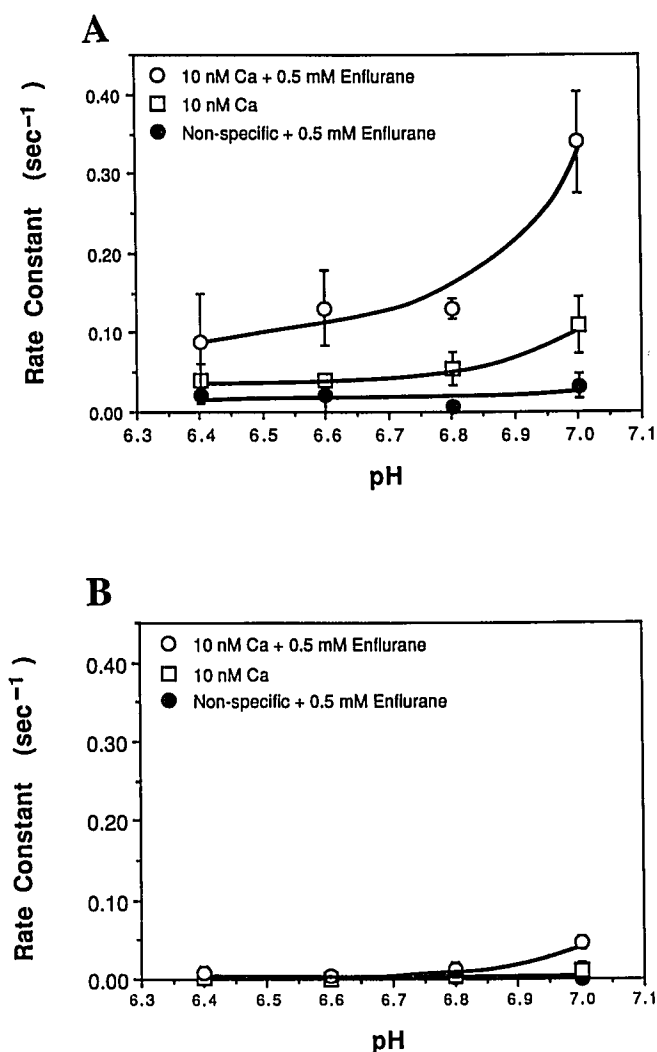 A
10 nM Ca + 0.5 mM Enflurane
10 nM Ca
Non-specific + 0.5 mM Enflurane
Rate Constant (sec⁻¹)
0.40
0.30
0.20
0.10
0.00
6.3 6.4 6.5 6.6 6.7 6.8 6.9 7.0 7.1
pH
B
10 nM Ca + 0.5 mM Enflurane
10 nM Ca
Non-specific + 0.5 mM Enflurane
Rate Constant (sec⁻¹)
0.40
0.30
0.20
0.10
0.00
6.3 6.4 6.5 6.6 6.7 6.8 6.9 7.0 7.1
pH